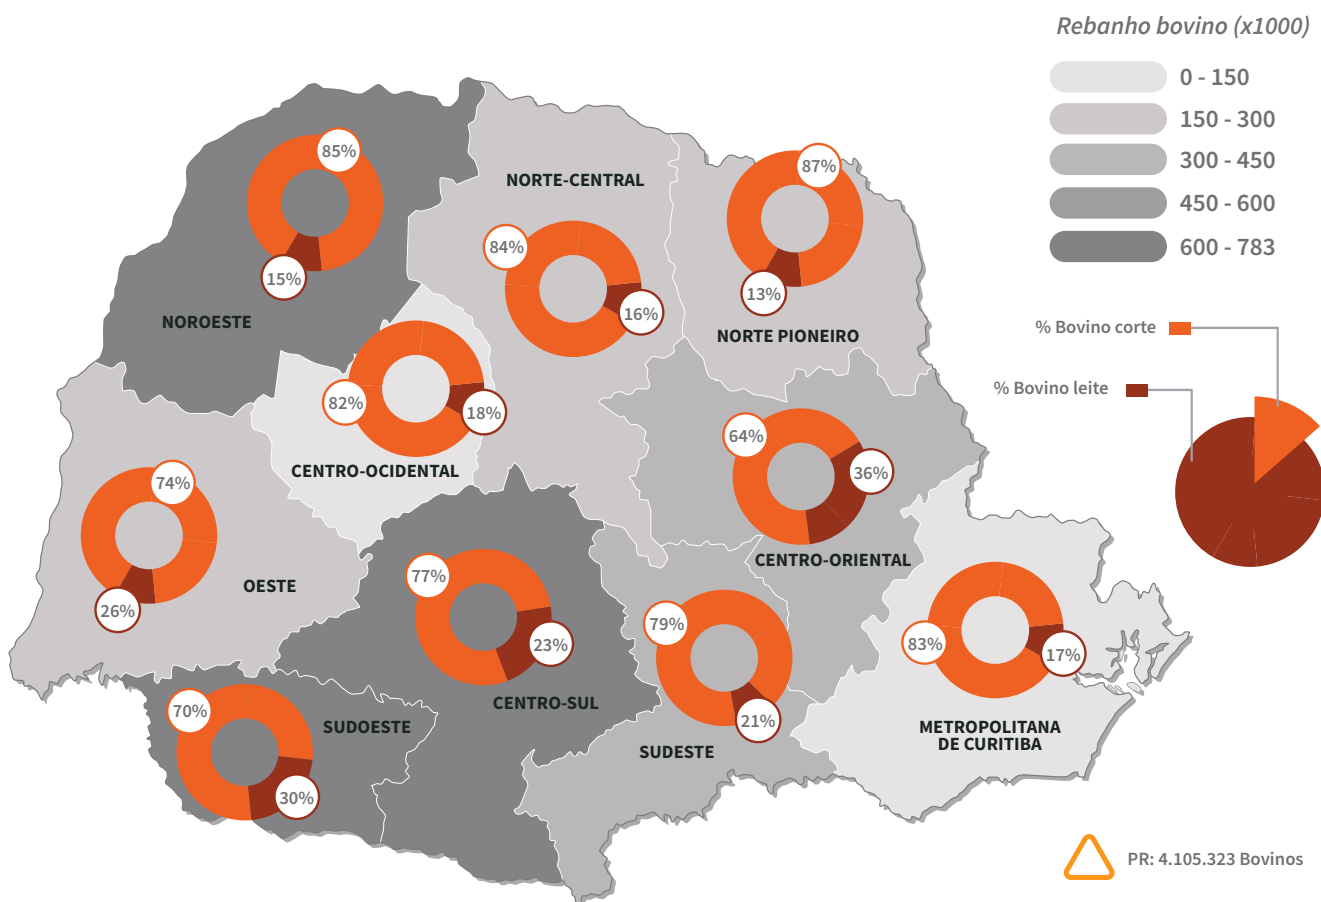 Rebanho bovino (x1000)
0 - 150
150 - 300
300 - 450
450 - 600
600 - 783
% Bovino corte
% Bovino leite
85%
15%
NOROESTE
NORTE-CENTRAL
84%
16%
87%
13%
NORTE PIONEIRO
82%
18%
CENTRO-OCIDENTAL
64%
36%
CENTRO-ORIENTAL
74%
26%
OESTE
77%
23%
CENTRO-SUL
79%
21%
SUDESTE
83%
17%
METROPOLITANA
DE CURITIBA
70%
30%
SUDOESTE
PR: 4.105.323 Bovinos